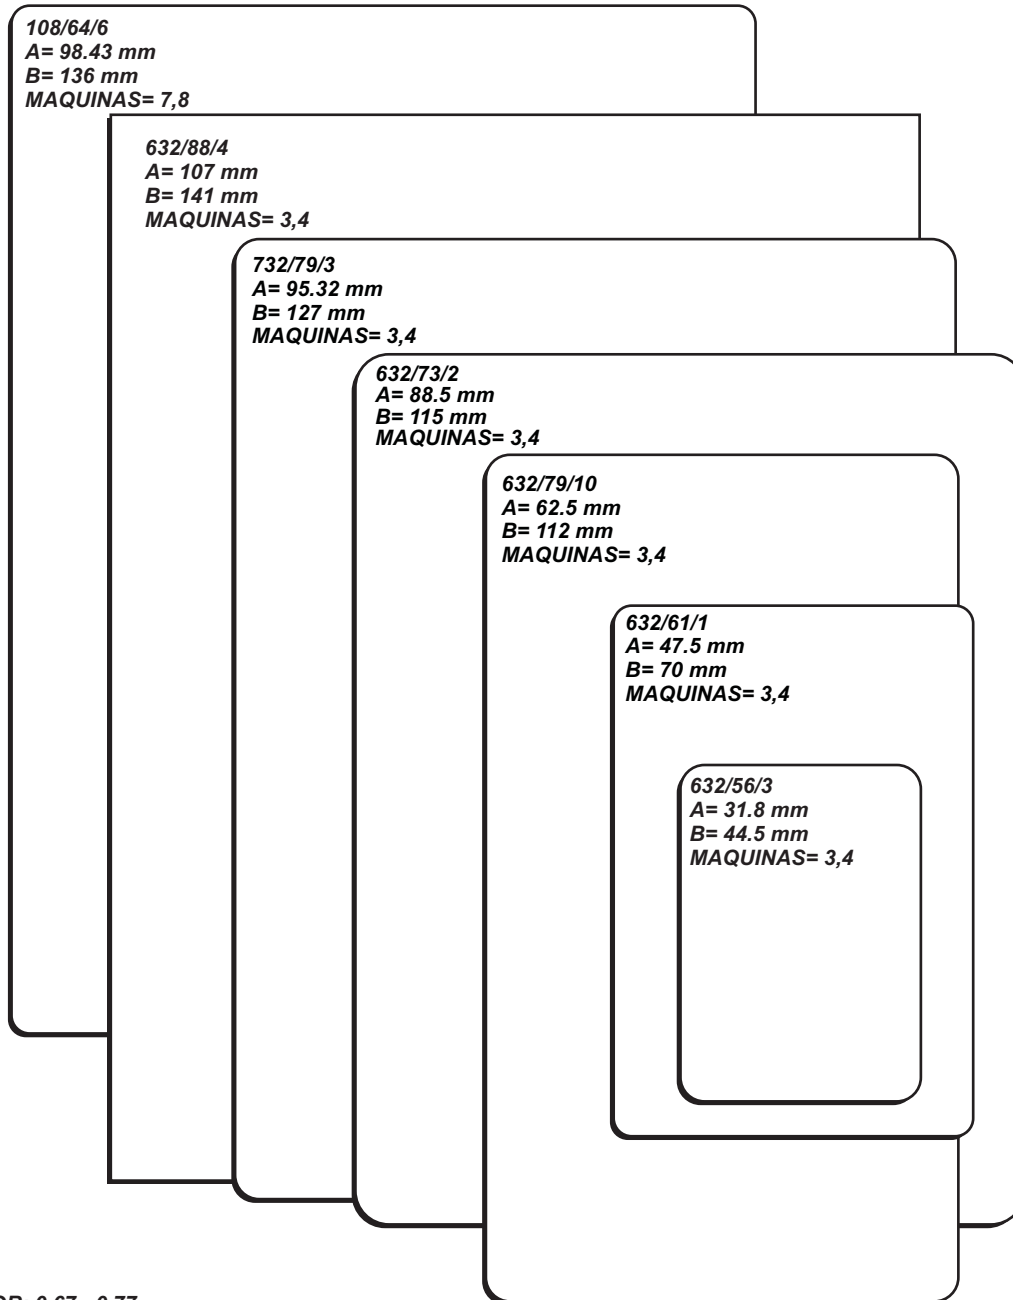 108/64/6
A= 98.43 mm
B= 136 mm
MAQUINAS= 7,8
632/88/4
A= 107 mm
B= 141 mm
MAQUINAS= 3,4
732/79/3
A= 95.32 mm
B= 127 mm
MAQUINAS= 3,4
632/73/2
A= 88.5 mm
B= 115 mm
MAQUINAS= 3,4
632/79/10
A= 62.5 mm
B= 112 mm
MAQUINAS= 3,4
632/61/1
A= 47.5 mm
B= 70 mm
MAQUINAS= 3,4
632/56/3
A= 31.8 mm
B= 44.5 mm
MAQUINAS= 3,4